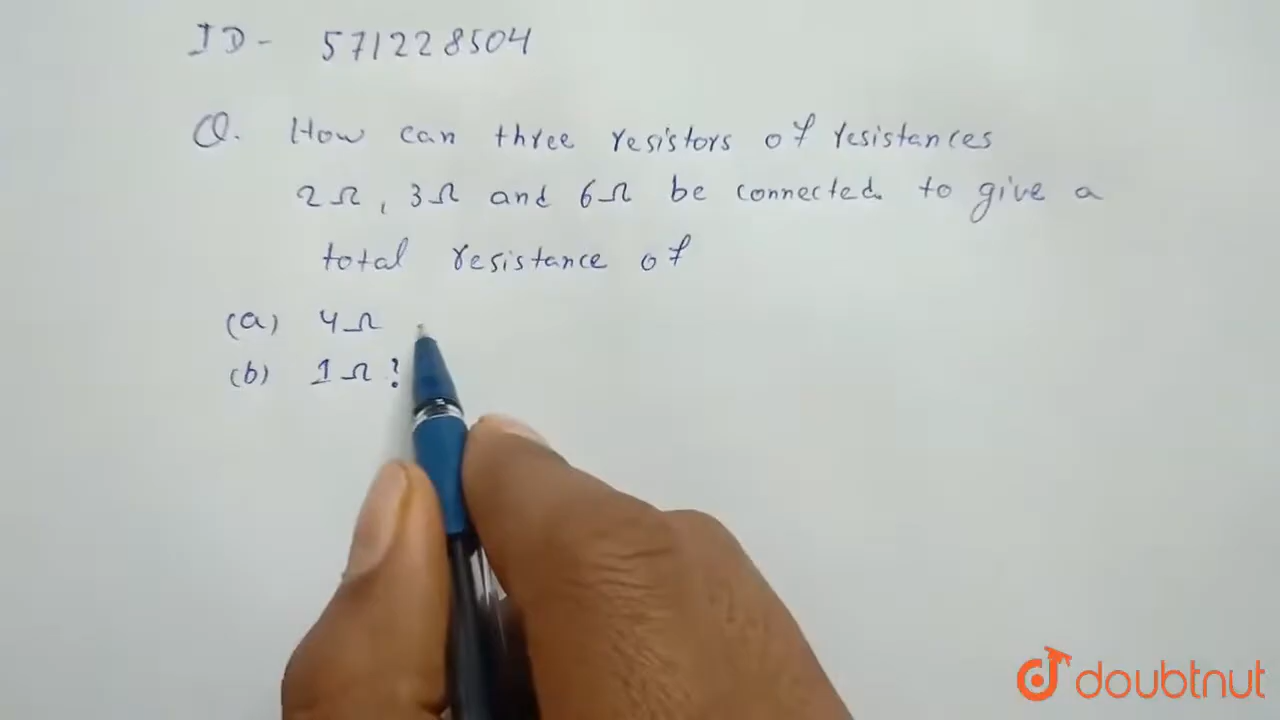 ID - 571228504
Q. How can three resistors of resistances
2Ω, 3Ω and 6Ω be connected to give a
total resistance of
(a) 4Ω
(b) 1Ω?
doubtnut